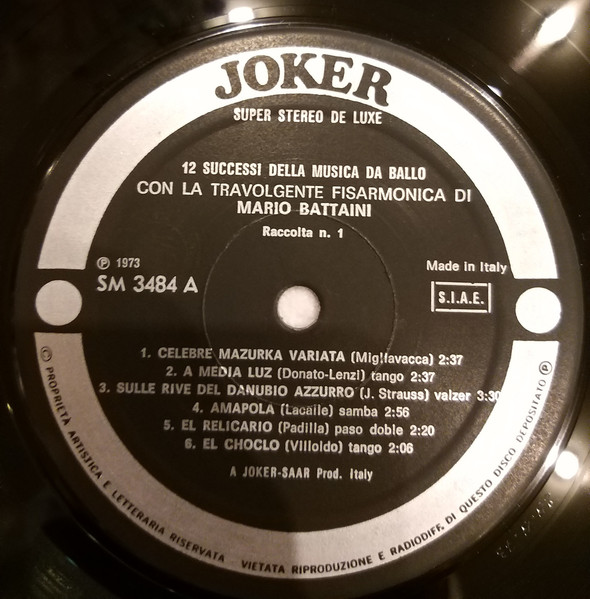 JOKER
SUPER STEREO DE LUXE
12 SUCCESSI DELLA MUSICA DA BALLO
CON LA TRAVOLGENTE FISARMONICA DI
MARIO BATTAINI
Raccolta n. 1
Ⓟ 1973
SM 3484 A
Made in Italy
S.I.A.E.
1. CELEBRE MAZURKA VARIATA (Miglfavacca) 2:37
2. A MEDIA LUZ (Donato-Lenzi) tango 2:37
3. SULLE RIVE DEL DANUBIO AZZURRO (J. Strauss) valzer 3:30
4. AMAPOLA (Lacalle) samba 2:56
5. EL RELICARIO (Padilla) paso doble 2:20
6. EL CHOCLO (Villoldo) tango 2:06
A JOKER-SAAR Prod. Italy
© PROPRIETÀ ARTISTICA E LETTERARIA RISERVATA - VIETATA RIPRODUZIONE E RADIODIFF. DI QUESTO DISCO DEPOSITATO Ⓟ